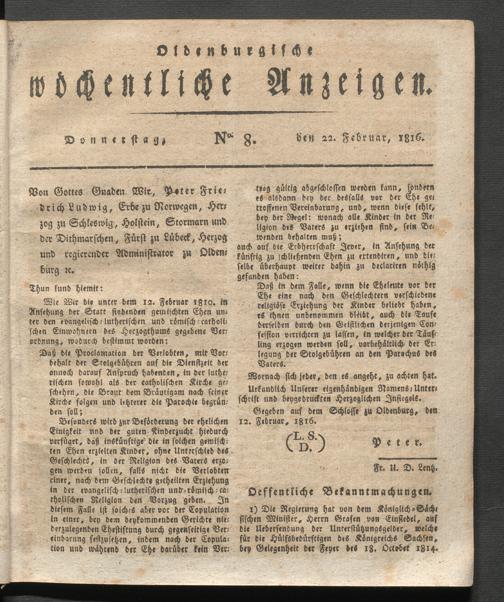 Oldenburgische
wöchentliche Anzeigen.
Donnerstag, No. 8. den 22. Februar, 1816.
Von Gottes Gnaden Wir, Peter Frie-
drich Ludwig, Erbe zu Norwegen, Her-
zog zu Schleswig, Holstein, Stormarn und
der Dithmarschen, Fürst zu Lübeck, Herzog
und regierender Administrator zu Olden-
burg ꝛc.
Thun kund hiemit:
Wie Wir die unter dem 12. Februar 1810. in
Ansehung der Statt findenden gemischten Ehen un-
ter den evangelisch-lutherischen und römisch-catholi-
schen Einwohnern des Herzogthums gegebene Ver-
ordnung, wodurch bestimmt worden:
Daß die Proclamation der Verlobten, mit Vor-
behalt der Stolgebühren auf die Dienstzeit der
annoch darauf Anspruch habenden, in der luthe-
rischen sowohl als der catholischen Kirche ge-
schehen, die Braut dem Bräutigam nach seiner
Kirche folgen und letzterer die Parochie begrün-
den soll;
Besonders wird zur Beförderung der ehelichen
Einigkeit und der guten Kinderzucht hiedurch
verfüget, daß inskünftige die in solchen gemisch-
ten Ehen erzielten Kinder, ohne Unterschied des
Geschlechts, in der Religion des Vaters erzo-
gen werden sollen, falls nicht die Verlobten
einer, nach dem Geschlechte getheilten Erziehung
in der evangelisch-lutherischen und römisch-ca-
tholischen Religion den Vorzug geben. In
diesem Fall ist solches aber vor der Copulation
in einer, bey dem beykommenden Gerichte nie-
derzulegenden Ehestiftung durch gegenseitige Ver-
einbarung festzusetzen, indem nach der Copula-
tion und während der Ehe darüber kein Ver-
trag gültig abgeschlossen werden kann, sondern
es alsdann bey der desfalls vor der Ehe ge-
troffenen Vereinbarung, und, wenn diese fehlt,
bey der Regel: wonach alle Kinder in der Re-
ligion des Vaters zu erziehen sind, sein Be-
wenden behalten muß;
auch auf die Erbherrschaft Jever, in Ansehung der
künftig zu schließenden Ehen zu erstenden, und die-
selbe überhaupt weiter dahin zu declariren nöthig
gefunden haben:
Daß in dem Falle, wenn die Eheleute vor der
Ehe eine nach den Geschlechtern verschiedene
religiöse Erziehung der Kinder beliebt haben,
es ihnen unbenommen bleibt, auch die Taufe
derselben durch den Geistlichen derjenigen Con-
fession verrichten zu lassen, in welcher der Täuf-
ling erzogen werden soll, vorbehältlich der Er-
legung der Stolgebühren an den Parochus des
Vaters.
Wornach sich jeder, den es angeht, zu achten hat.
Urkundlich Unserer eigenhändigen Namens-Unter-
schrift und beygedruckten Herzoglichen Insiegels.
Gegeben auf dem Schlosse zu Oldenburg, den
12. Februar, 1816.
(L. S.
D.)
Peter.
Fr. U. D. Lentz.
Oeffentliche Bekanntmachungen.
1) Die Regierung hat von dem Königlich-Säch-
sischen Minister, Herrn Grafen von Einsiedel, auf
die Uebersendung der Unterstützungsgelder, welche
für die Hülfsbedürftigen des Königreichs Sachsen,
bey Gelegenheit der Feyer des 18. October 1814.